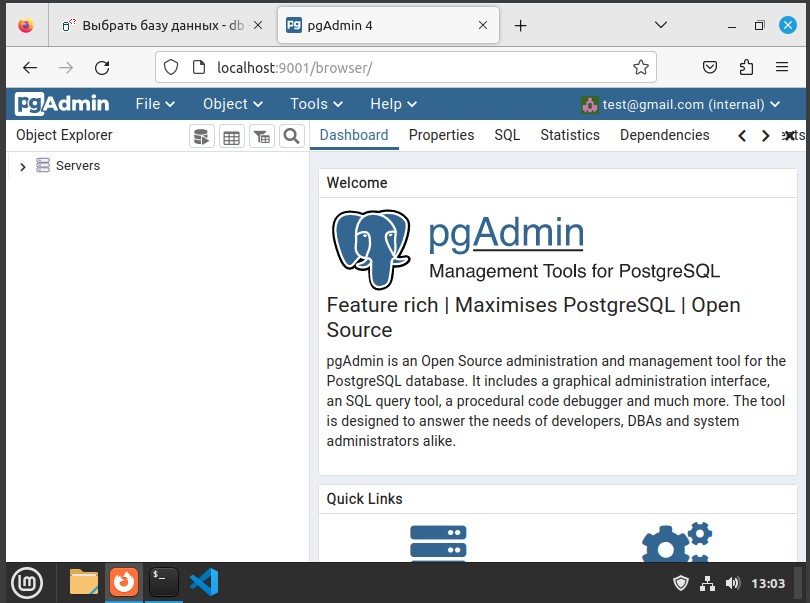 Выбрать базу данных - db
pgAdmin 4
localhost:9001/browser/
pgAdmin File Object Tools Help test@gmail.com (internal)
Object Explorer
Dashboard Properties SQL Statistics Dependencies
Servers
Welcome
pgAdmin
Management Tools for PostgreSQL
Feature rich | Maximises PostgreSQL | Open
Source
pgAdmin is an Open Source administration and management tool for the
PostgreSQL database. It includes a graphical administration interface,
an SQL query tool, a procedural code debugger and much more. The tool
is designed to answer the needs of developers, DBAs and system
administrators alike.
Quick Links
13:03